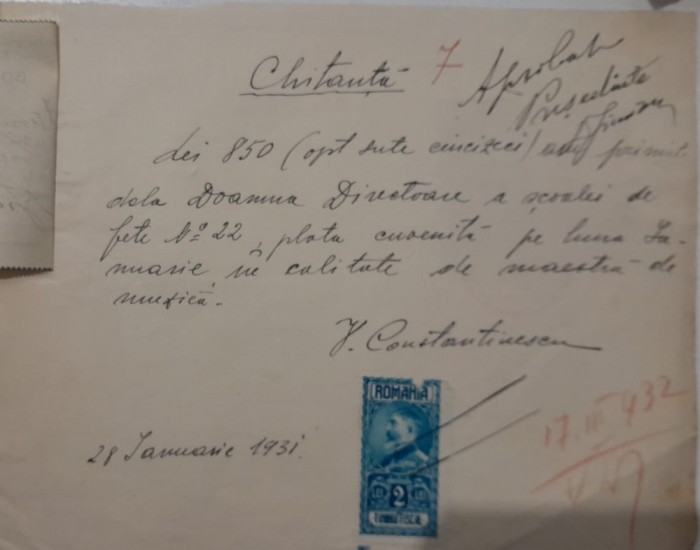 Chitanță 7
Aprobat
Președinte
Lei 850 (opt sute cincizeci) am primit
dela Doamna Directoare a școalei de
fete No 22, plata cuvenită pe luna Ia-
nuarie, în calitate de maestră de
muzică.
V. Constantinescu
ROMANIA
LEI 2 LEI
28 Ianuarie 1931.
17.III 932